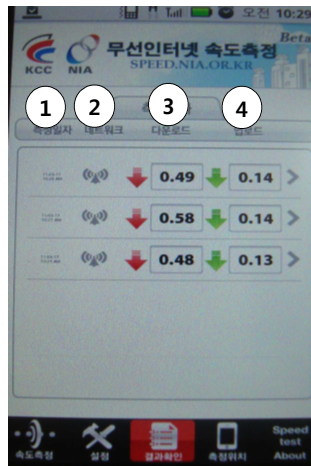 오전 10:29
Beta
KCC NIA
무선인터넷 속도측정
SPEED.NIA.OR.KR
1 2 3 4
측정일자 네트워크 다운로드 업로드
0.49 0.14
0.58 0.14
0.48 0.13
속도측정 설정 결과확인 측정위치 Speed test About